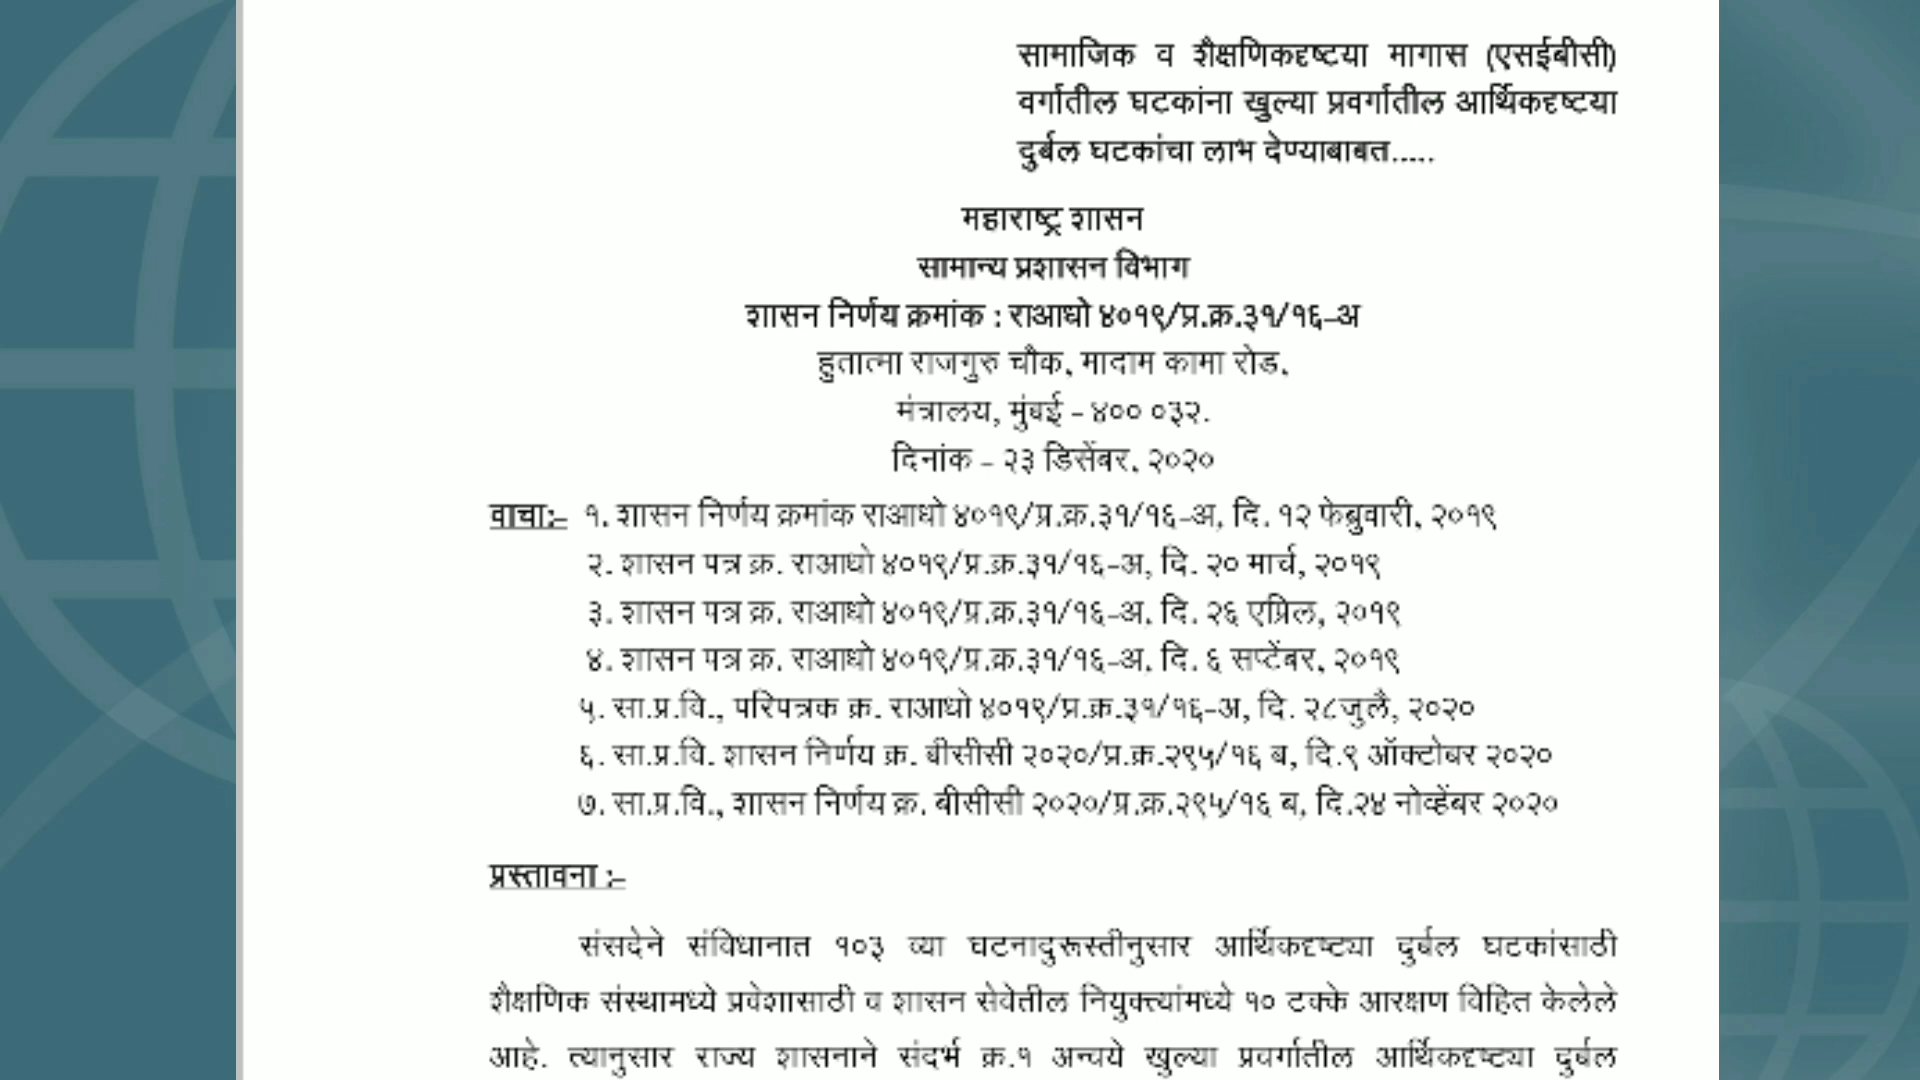 सामाजिक व शैक्षणिकदृष्टया मागास (एसईबीसी)
वर्गातील घटकांना खुल्या प्रवर्गातील आर्थिकदृष्टया
दुर्बल घटकांचा लाभ देण्याबाबत.....
महाराष्ट्र शासन
सामान्य प्रशासन विभाग
शासन निर्णय क्रमांक : राआधो ४०१९/प्र.क्र.३१/१६-अ
हुतात्मा राजगुरु चौक, मादाम कामा रोड,
मंत्रालय, मुंबई - ४०० ०३२.
दिनांक - २३ डिसेंबर, २०२०
वाचा:- १. शासन निर्णय क्रमांक राआधो ४०१९/प्र.क्र.३१/१६-अ, दि. १२ फेब्रुवारी, २०१९
२. शासन पत्र क्र. राआधो ४०१९/प्र.क्र.३१/१६-अ, दि. २० मार्च, २०१९
३. शासन पत्र क्र. राआधो ४०१९/प्र.क्र.३१/१६-अ, दि. २६ एप्रिल, २०१९
४. शासन पत्र क्र. राआधो ४०१९/प्र.क्र.३१/१६-अ, दि. ६ सप्टेंबर, २०१९
५. सा.प्र.वि., परिपत्रक क्र. राआधो ४०१९/प्र.क्र.३१/१६-अ, दि. २८जुलै, २०२०
६. सा.प्र.वि. शासन निर्णय क्र. बीसीसी २०२०/प्र.क्र.२९५/१६ ब, दि.९ ऑक्टोबर २०२०
७. सा.प्र.वि., शासन निर्णय क्र. बीसीसी २०२०/प्र.क्र.२९५/१६ ब, दि.२४ नोव्हेंबर २०२०
प्रस्तावना :-
संसदेने संविधानात १०३ व्या घटनादुरूस्तीनुसार आर्थिकदृष्ट्या दुर्बल घटकांसाठी
शैक्षणिक संस्थामध्ये प्रवेशासाठी व शासन सेवेतील नियुक्त्यांमध्ये १० टक्के आरक्षण विहित केलेले
आहे. त्यानुसार राज्य शासनाने संदर्भ क्र.१ अन्वये खुल्या प्रवर्गातील आर्थिकदृष्ट्या दुर्बल